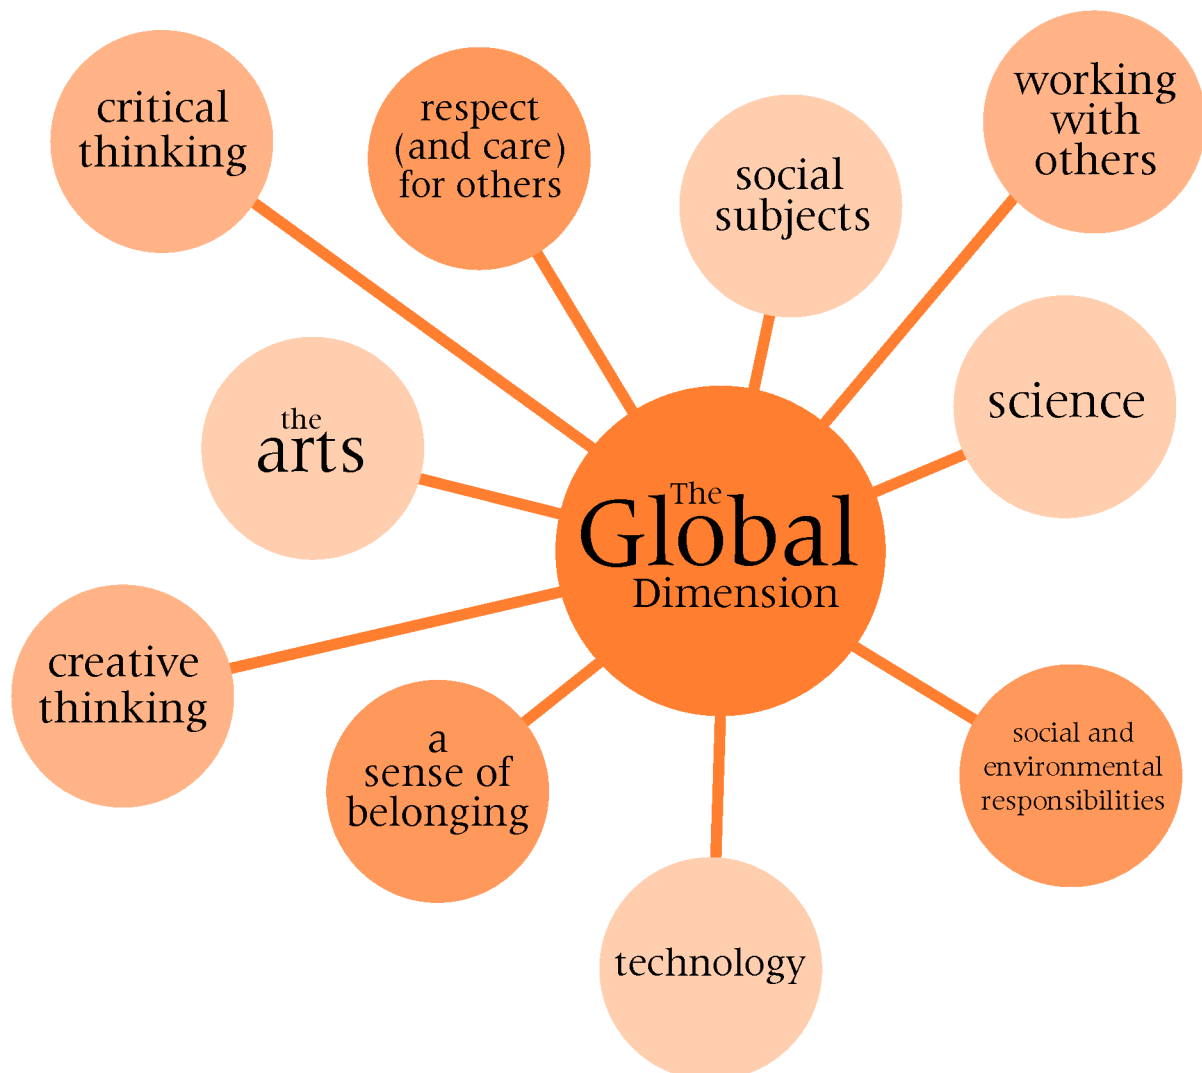 critical
thinking
respect
(and care)
for others
social
subjects
working
with
others
the
arts
science
The
Global
Dimension
creative
thinking
a
sense of
belonging
social and
environmental
responsibilities
technology